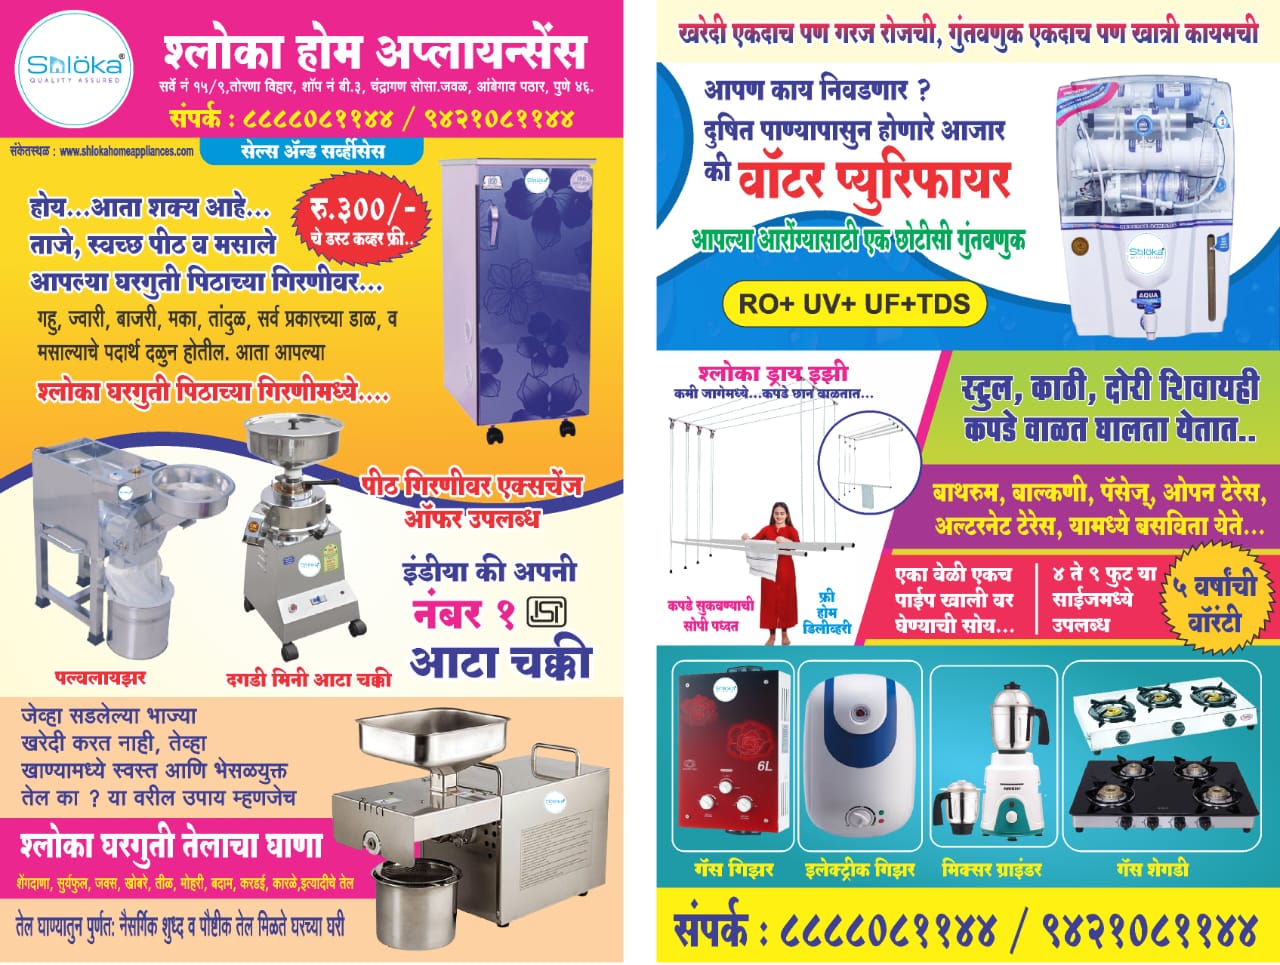 Shlöka®
QUALITY ASSURED
श्लोका होम अप्लायन्सेंस
सर्वे नं १५/९,तोरणा विहार, शॉप नं बी.३, चंद्रागण सोसा.जवळ, आंबेगाव पठार, पुणे ४६.
संपर्क : ८८८८०८११४४ / ९४२१०८११४४
संकेतस्थळ : www.shlokahomeappliances.com
सेल्स ॲन्ड सर्व्हीसेस
होय...आता शक्य आहे...
ताजे, स्वच्छ पीठ व मसाले
आपल्या घरगुती पिठाच्या गिरणीवर...
रु.३००/-
चे डस्ट कव्हर फ्री..
गहु, ज्वारी, बाजरी, मका, तांदुळ, सर्व प्रकारच्या डाळ, व
मसाल्याचे पदार्थ दळुन होतील. आता आपल्या
श्लोका घरगुती पिठाच्या गिरणीमध्ये....
पीठ गिरणीवर एक्सचेंज
ऑफर उपलब्ध
इंडीया की अपनी
नंबर १
आटा चक्की
पल्वलायझर
दगडी मिनी आटा चक्की
जेव्हा सडलेल्या भाज्या
खरेदी करत नाही, तेव्हा
खाण्यामध्ये स्वस्त आणि भेसळयुक्त
तेल का ? या वरील उपाय म्हणजेच
श्लोका घरगुती तेलाचा घाणा
शेंगदाणा, सुर्यफुल, जवस, खोबरे, तीळ, मोहरी, बदाम, करडई, कारळे,इत्यादीचे तेल
तेल घाण्यातुन पुर्णत: नैसर्गिक शुध्द व पौष्टीक तेल मिळते घरच्या घरी
खरेदी एकदाच पण गरज रोजची, गुंतवणुक एकदाच पण खात्री कायमची
आपण काय निवडणार ?
दुषित पाण्यापासुन होणारे आजार
की वॉटर प्युरिफायर
आपल्या आरोंग्यासाठी एक छोटीसी गुंतवणुक
RO+ UV+ UF+TDS
Shlöka
AQUA
श्लोका ड्राय इझी
कमी जागेमध्ये...कपडे छान वाळतात...
कपडे सुकवण्याची
सोपी पध्दत
फ्री
होम
डिलीव्हरी
स्टुल, काठी, दोरी शिवायही
कपडे वाळत घालता येतात..
बाथरुम, बाल्कणी, पॅसेज्, ओपन टेरेस,
अल्टरनेट टेरेस, यामध्ये बसविता येते...
एका वेळी एकच
पाईप खाली वर
घेण्याची सोय...
४ ते ९ फुट या
साईजमध्ये
उपलब्ध
५ वर्षांची
वॉरंटी
Shlöka
6L
गॅस गिझर
इलेक्ट्रीक गिझर
मिक्सर ग्राइंडर
गॅस शेगडी
संपर्क : ८८८८०८११४४ / ९४२१०८११४४